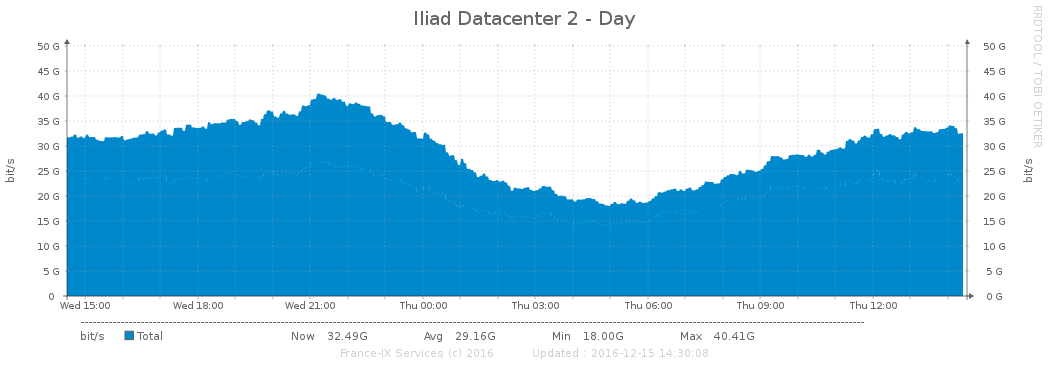 Iliad Datacenter 2 - Day
RRDTOOL / TOBI OETIKER
50 G 50 G
45 G 45 G
40 G 40 G
35 G 35 G
30 G 30 G
25 G 25 G
20 G 20 G
15 G 15 G
10 G 10 G
5 G 5 G
0 0 G
bit/s bit/s
Wed 15:00 Wed 18:00 Wed 21:00 Thu 00:00 Thu 03:00 Thu 06:00 Thu 09:00 Thu 12:00
bit/s Total Now 32.49G Avg 29.16G Min 18.00G Max 40.41G
France-IX Services (c) 2016 Updated : 2016-12-15 14:30:08